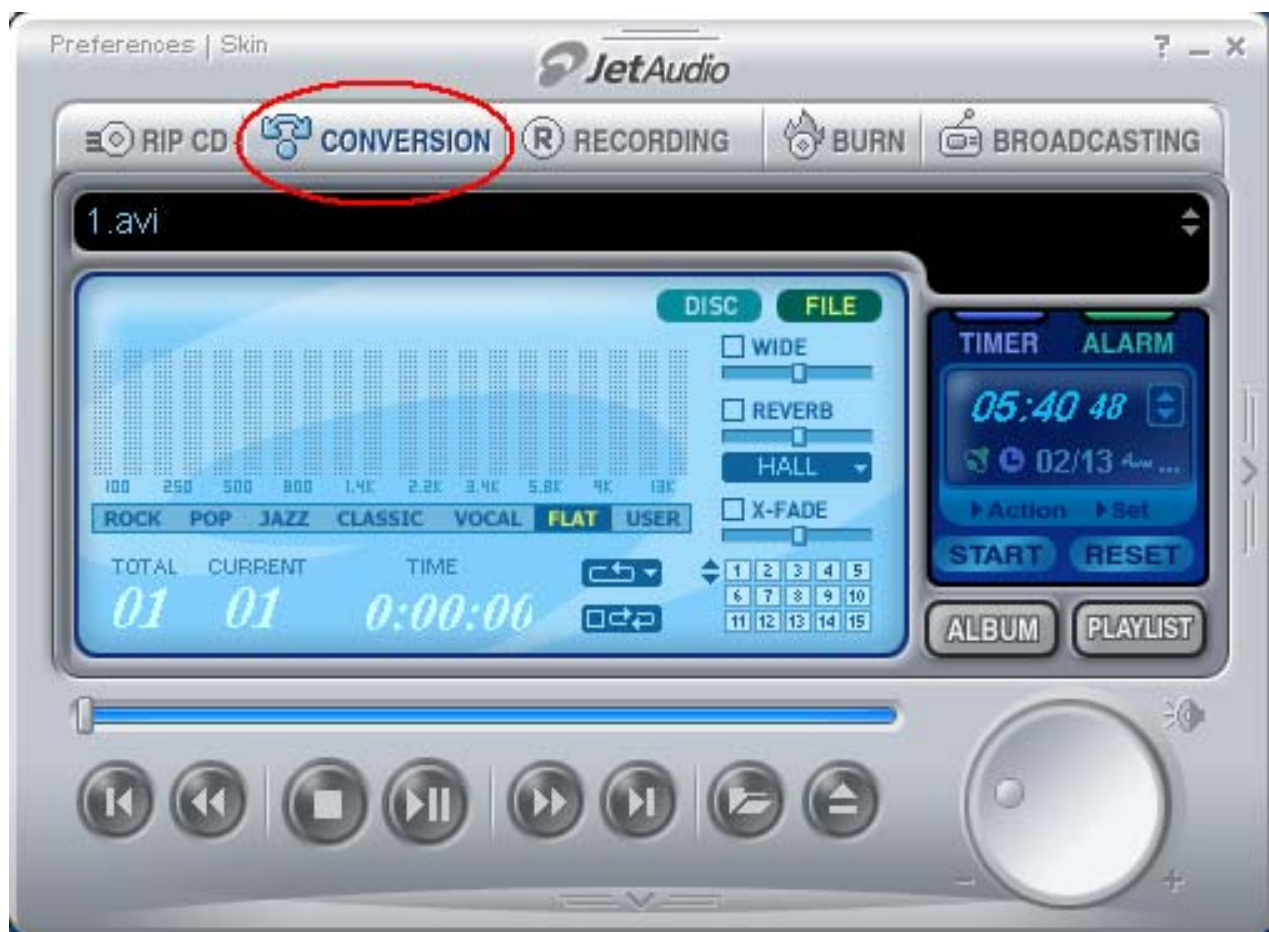 Preferences | Skin
JetAudio
? – ×
RIP CD
CONVERSION
R RECORDING
BURN
BROADCASTING
1.avi
DISC FILE
WIDE
REVERB
HALL
X-FADE
100 250 500 800 1.4K 2.2K 3.4K 5.8K 9K 13K
ROCK POP JAZZ CLASSIC VOCAL FLAT USER
TOTAL CURRENT TIME
01 01 0:00:06
1 2 3 4 5
6 7 8 9 10
11 12 13 14 15
TIMER ALARM
05:40 48
02/13
Action Set
START RESET
ALBUM PLAYLIST
– +